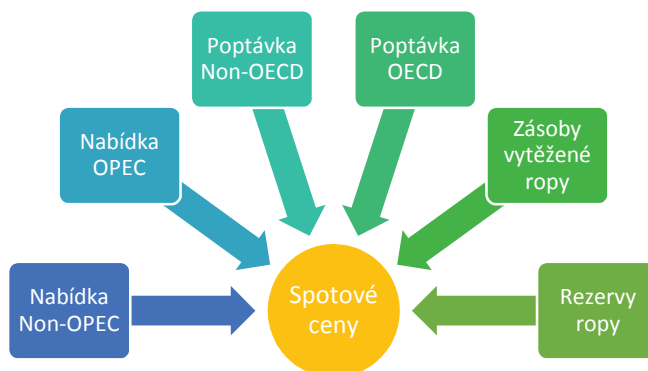 Poptávka
Non-OECD
Poptávka
OECD
Nabídka
OPEC
Zásoby
vytěžené
ropy
Nabídka
Non-OPEC
Spotové
ceny
Rezervy
ropy